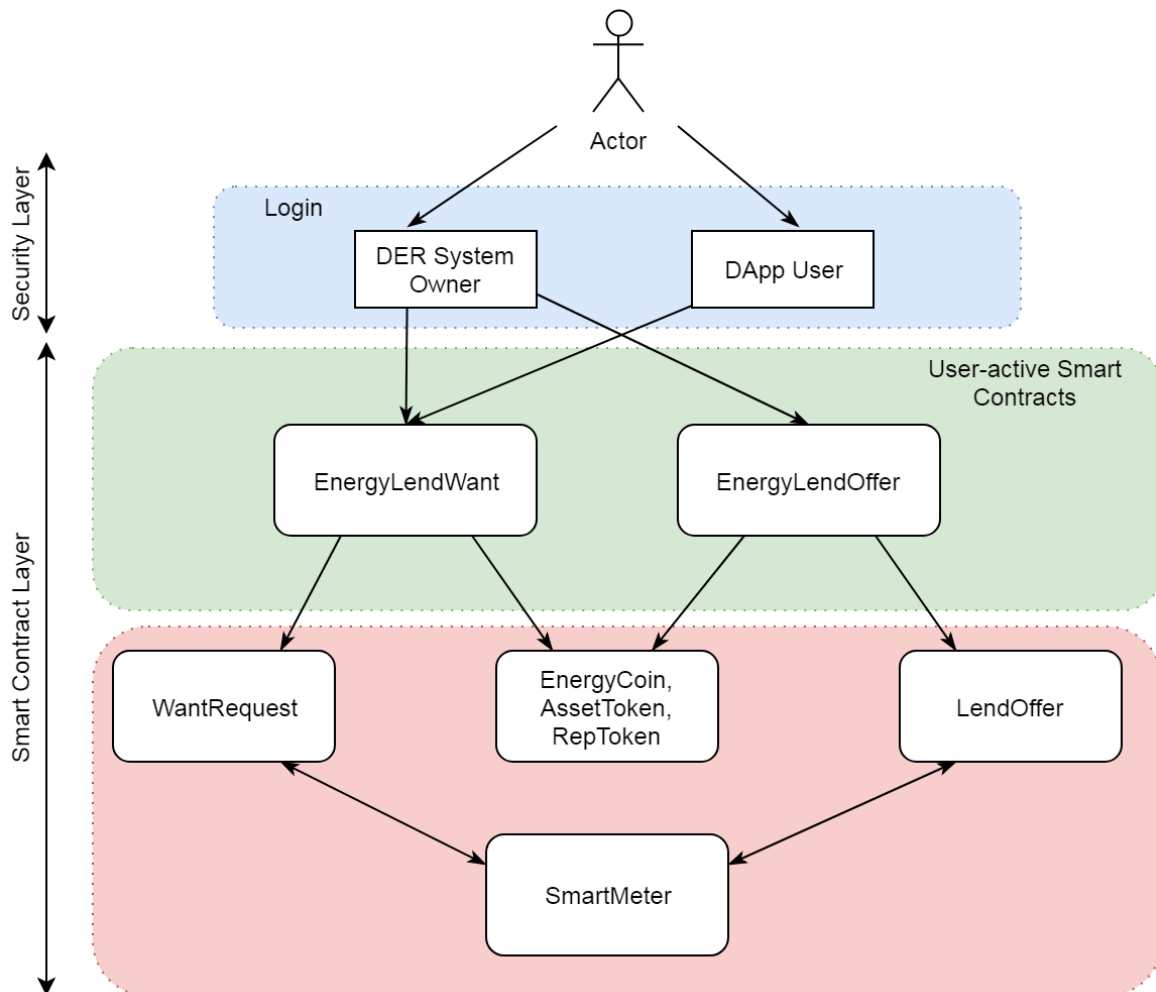 Actor
Security Layer
Login
DER System
Owner
DApp User
Smart Contract Layer
User-active Smart
Contracts
EnergyLendWant
EnergyLendOffer
WantRequest
EnergyCoin,
AssetToken,
RepToken
LendOffer
SmartMeter